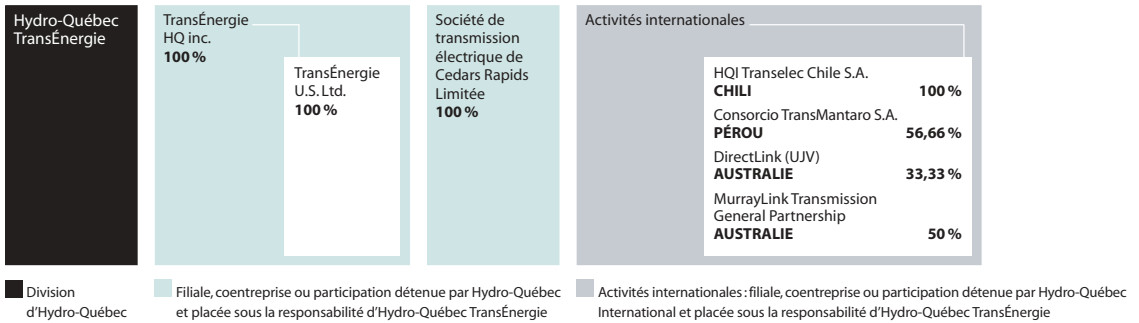 Hydro-Québec
TransÉnergie
TransÉnergie
HQ inc.
100 %
TransÉnergie
U.S. Ltd.
100 %
Société de
transmission
électrique de
Cedars Rapids
Limitée
100 %
Activités internationales
HQI Transelec Chile S.A.
CHILI 100 %
Consorcio TransMantaro S.A.
PÉROU 56,66 %
DirectLink (UJV)
AUSTRALIE 33,33 %
MurrayLink Transmission
General Partnership
AUSTRALIE 50 %
Division
d'Hydro-Québec
Filiale, coentreprise ou participation détenue par Hydro-Québec
et placée sous la responsabilité d'Hydro-Québec TransÉnergie
Activités internationales : filiale, coentreprise ou participation détenue par Hydro-Québec
International et placée sous la responsabilité d'Hydro-Québec TransÉnergie